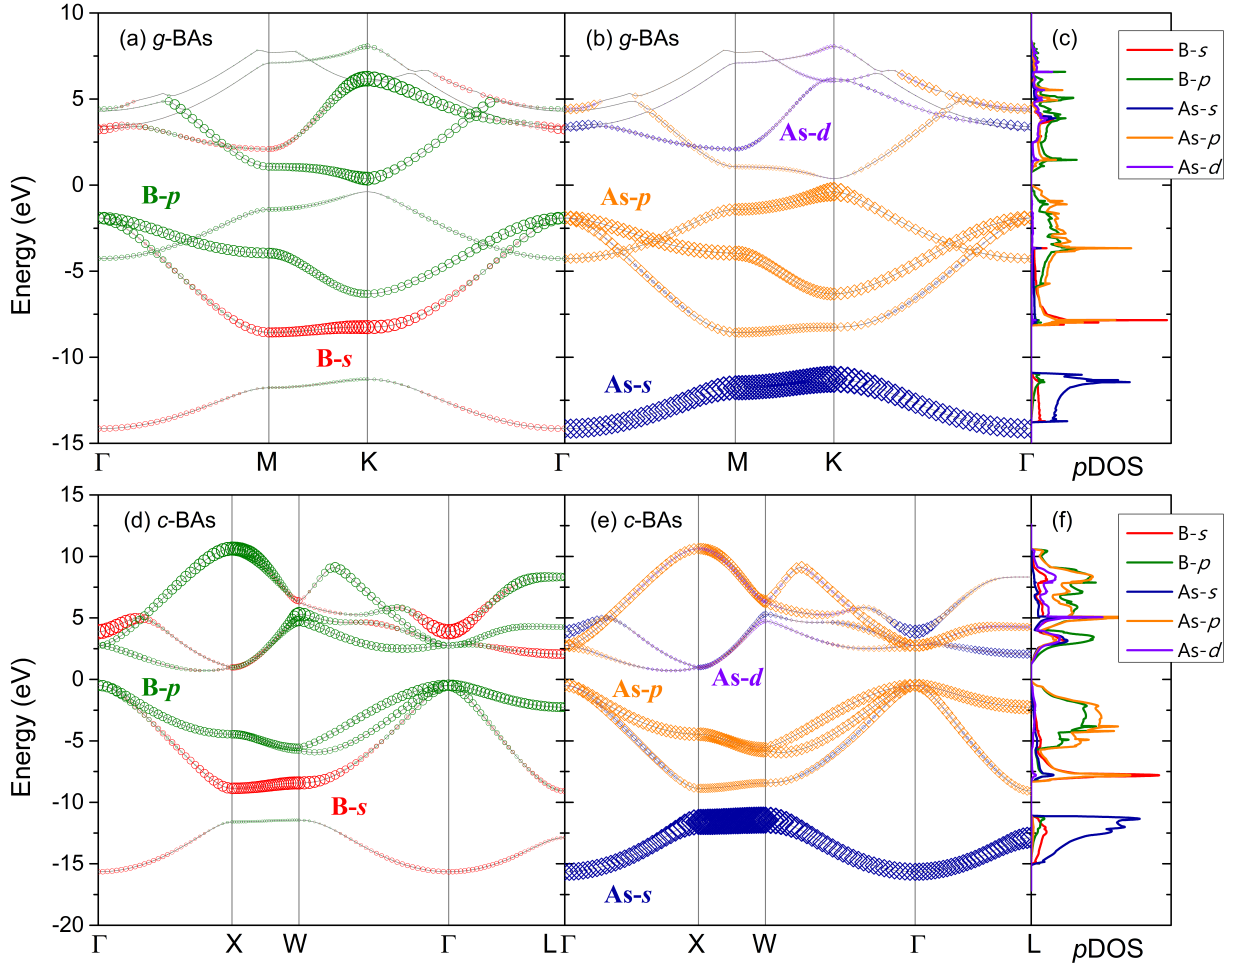 10
5
0
-5
-10
-15
Energy (eV)
(a) g-BAs
B-p
B-s
Γ
M
K
Γ
(b) g-BAs
As-d
As-p
As-s
M
K
Γ
(c)
B-s
B-p
As-s
As-p
As-d
pDOS
15
10
5
0
-5
-10
-15
-20
Energy (eV)
(d) c-BAs
B-p
B-s
Γ
X
W
Γ
L
(e) c-BAs
As-p
As-d
As-s
Γ
X
W
Γ
L
(f)
B-s
B-p
As-s
As-p
As-d
pDOS